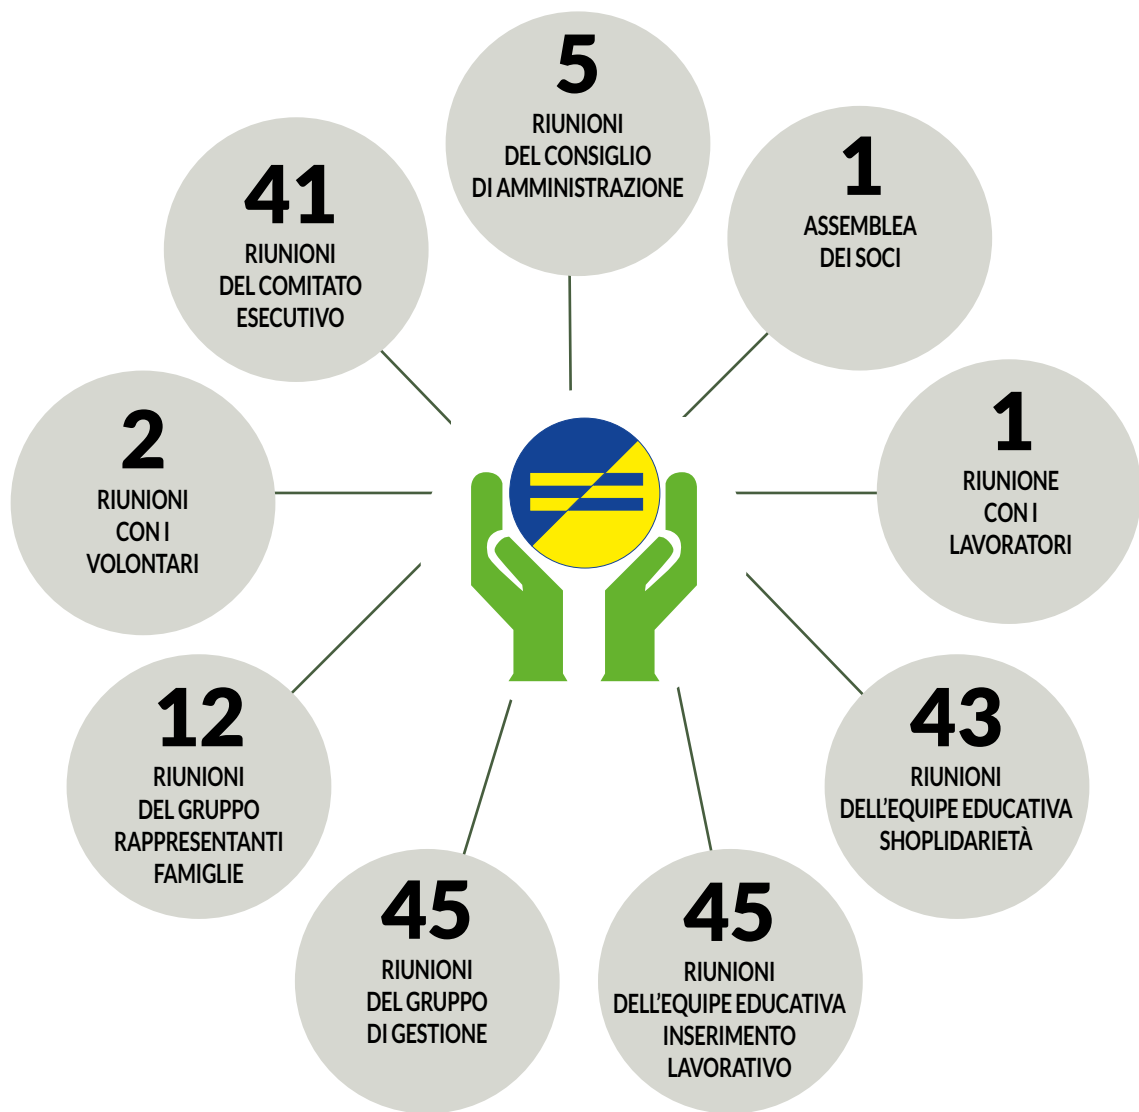 5
RIUNIONI
DEL CONSIGLIO
DI AMMINISTRAZIONE
1
ASSEMBLEA
DEI SOCI
1
RIUNIONE
CON I
LAVORATORI
43
RIUNIONI
DELL'EQUIPE EDUCATIVA
SHOPLIDARIETÀ
45
RIUNIONI
DELL'EQUIPE EDUCATIVA
INSERIMENTO
LAVORATIVO
45
RIUNIONI
DEL GRUPPO
DI GESTIONE
12
RIUNIONI
DEL GRUPPO
RAPPRESENTANTI
FAMIGLIE
2
RIUNIONI
CON I
VOLONTARI
41
RIUNIONI
DEL COMITATO
ESECUTIVO